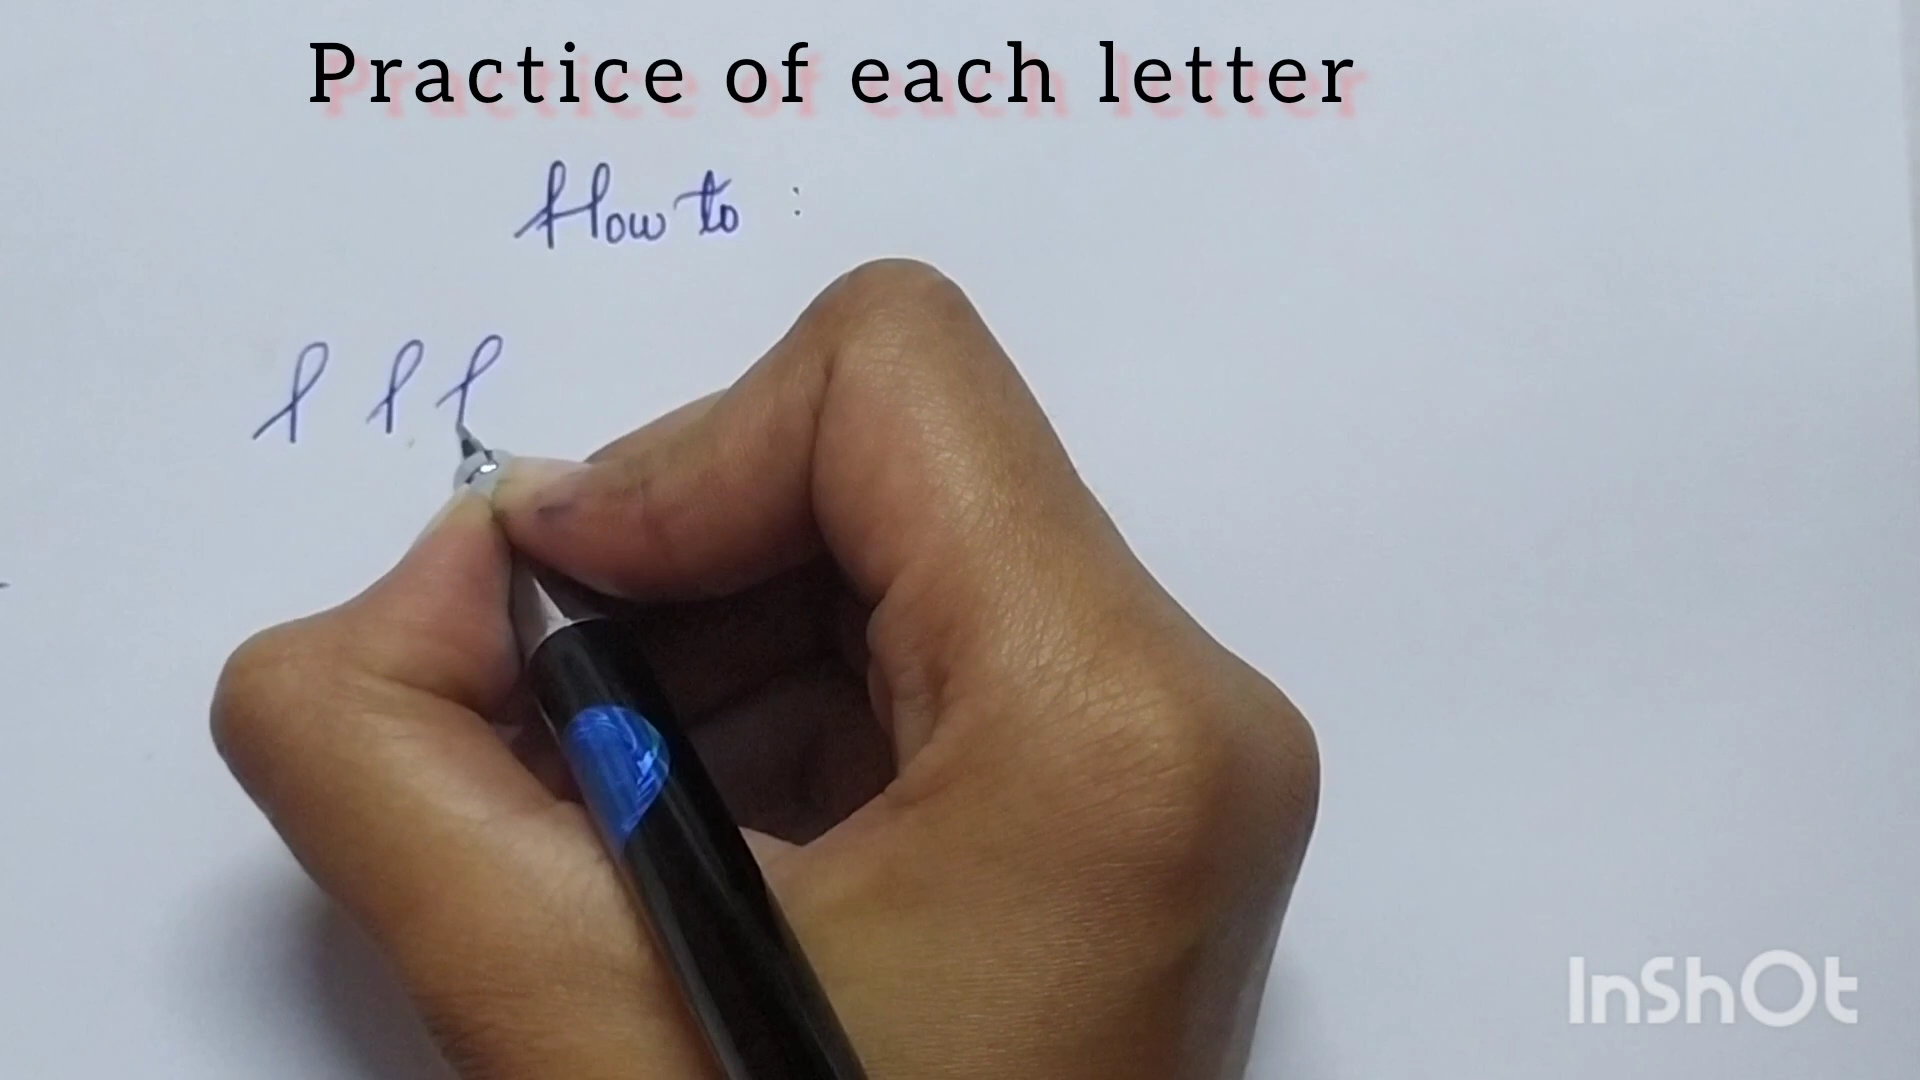 Practice of each letter
How to :
InShOt